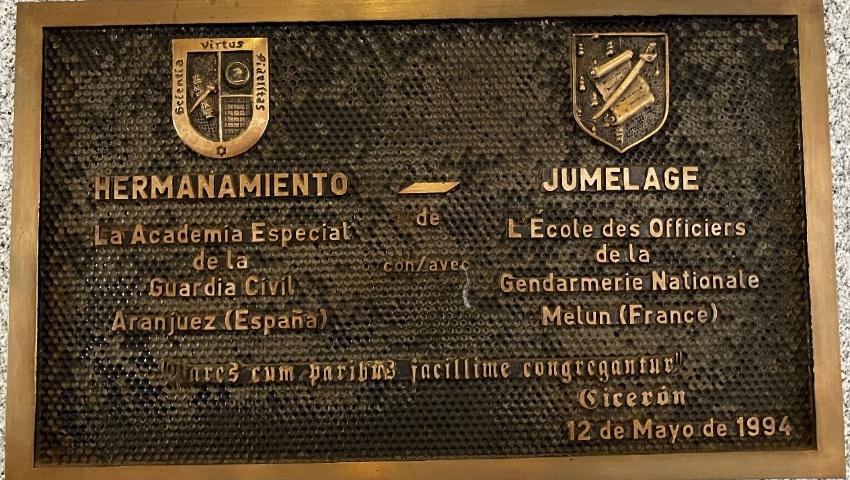 Scientia virtus fidelitas
HERMANAMIENTO - JUMELAGE
de
La Academia Especial
de la
Guardia Civil
Aranjuez (España)
con/avec
L'Ecole des Officiers
de la
Gendarmerie Nationale
Melun (France)
"Pares cum paribus facillime congregantur"
Cicerón
12 de Mayo de 1994